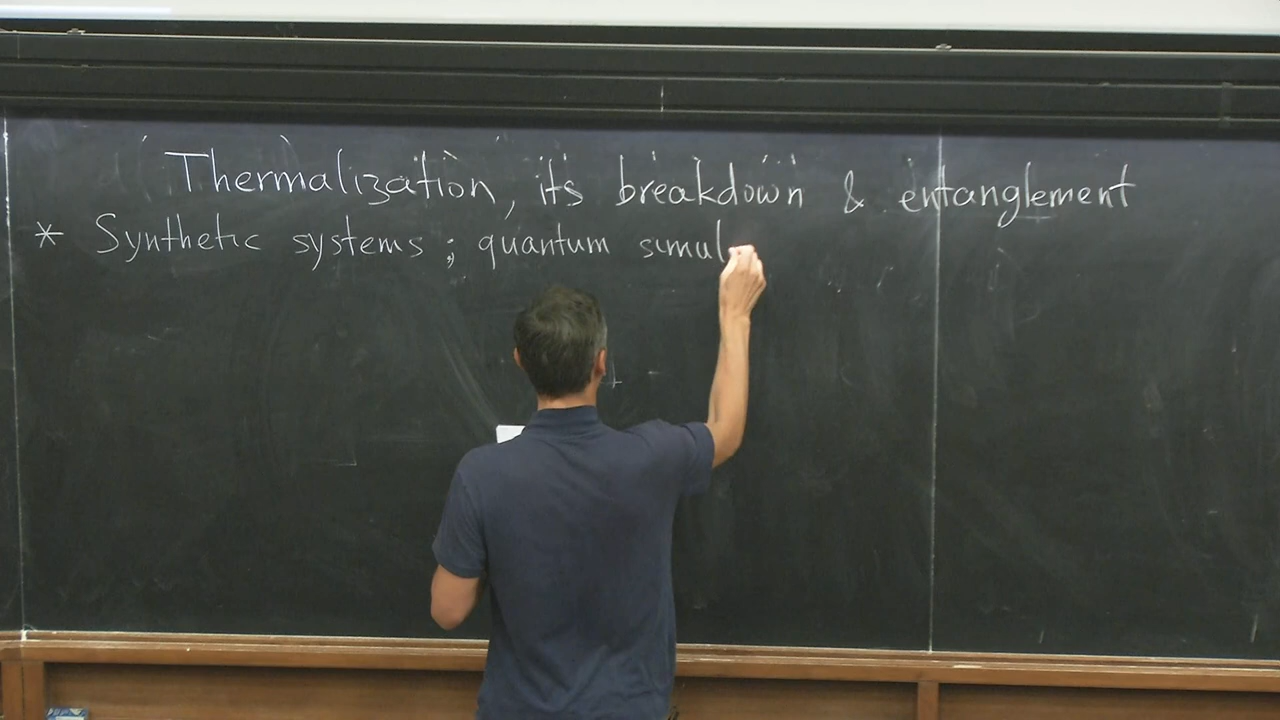 Thermalization, its breakdown & entanglement
* Synthetic systems ; quantum simul